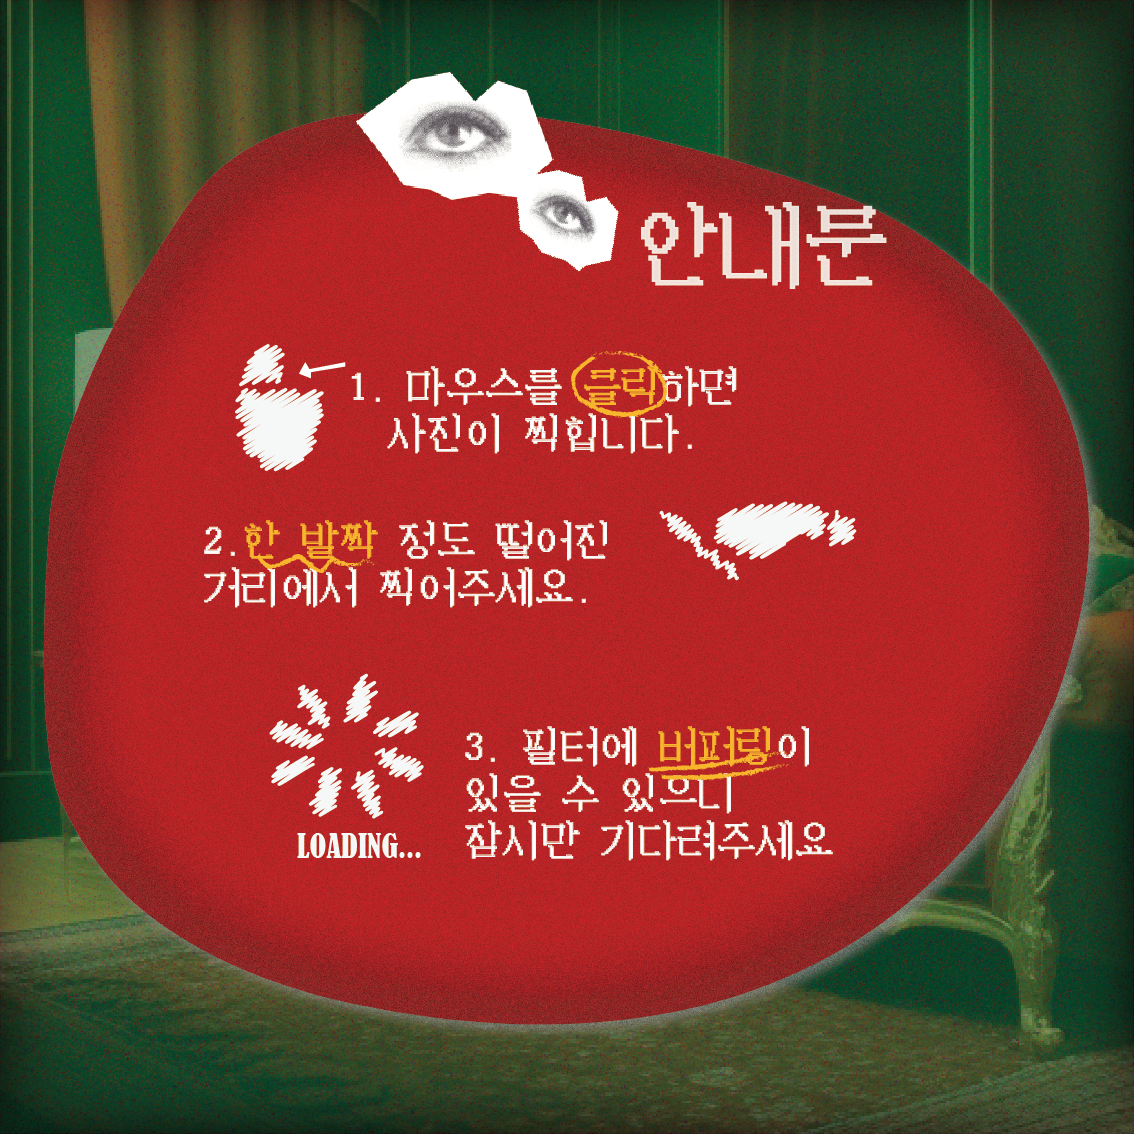 안내문
1. 마우스를 클릭하면
사진이 찍힙니다.
2.한 발짝 정도 떨어진
거리에서 찍어주세요.
3. 필터에 버퍼링이
있을 수 있으니
잠시만 기다려주세요
LOADING...